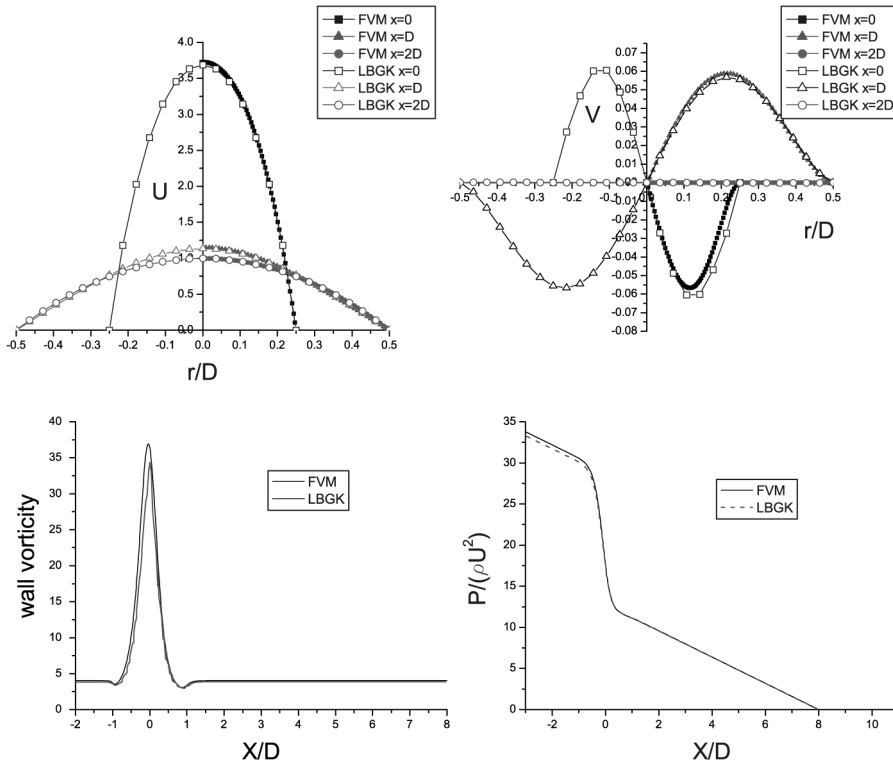 FVM x=0
FVM x=D
FVM x=2D
LBGK x=0
LBGK x=D
LBGK x=2D
4.0
3.5
3.0
2.5
2.0
1.5
1.0
0.5
0.0
U
-0.5 -0.4 -0.3 -0.2 -0.1 0.0 0.1 0.2 0.3 0.4 0.5
r/D
FVM x=0
FVM x=D
FVM x=2D
LBGK x=0
LBGK x=D
LBGK x=2D
0.08
0.07
0.06
0.05
0.04
0.03
0.02
0.01
0.00
-0.01
-0.02
-0.03
-0.04
-0.05
-0.06
-0.07
-0.08
V
-0.5 -0.4 -0.3 -0.2 -0.1 0.1 0.2 0.3 0.4 0.5
r/D
40
35
30
25
20
15
10
5
0
wall vorticity
FVM
LBGK
-2 -1 0 1 2 3 4 5 6 7 8
X/D
35
30
25
20
15
10
5
0
P/(ρU²)
FVM
LBGK
-2 0 2 4 6 8 10
X/D